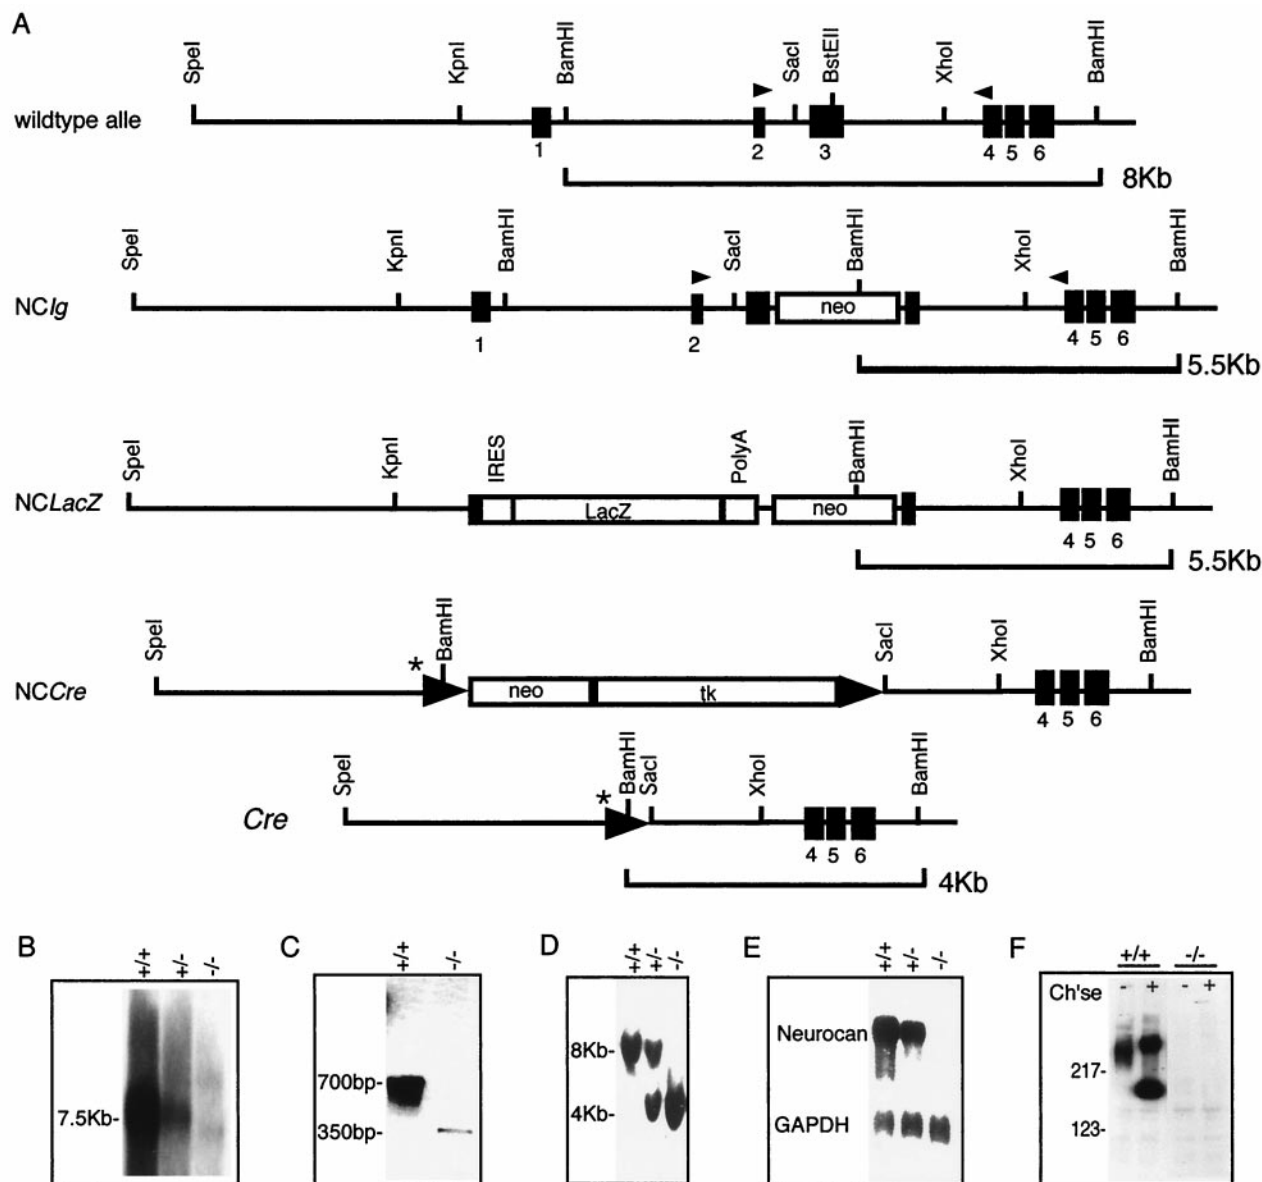 A
SpeI KpnI BamHI SacI BstEII XhoI BamHI
wildtype alle
1 2 3 4 5 6
8Kb
SpeI KpnI BamHI SacI BamHI XhoI BamHI
NCIg
neo
1 2 4 5 6
5.5Kb
SpeI KpnI IRES PolyA BamHI XhoI BamHI
NCLacZ
LacZ neo
4 5 6
5.5Kb
SpeI * BamHI SacI XhoI BamHI
NCCre
neo tk
4 5 6
SpeI * BamHI SacI XhoI BamHI
Cre
4 5 6
4Kb
B
+/+ +/- -/-
7.5Kb-
C
+/+ -/-
700bp-
350bp-
D
+/+ +/- -/-
8Kb-
4Kb-
E
+/+ +/- -/-
Neurocan
GAPDH
F
+/+ -/-
Ch'se - + - +
217-
123-